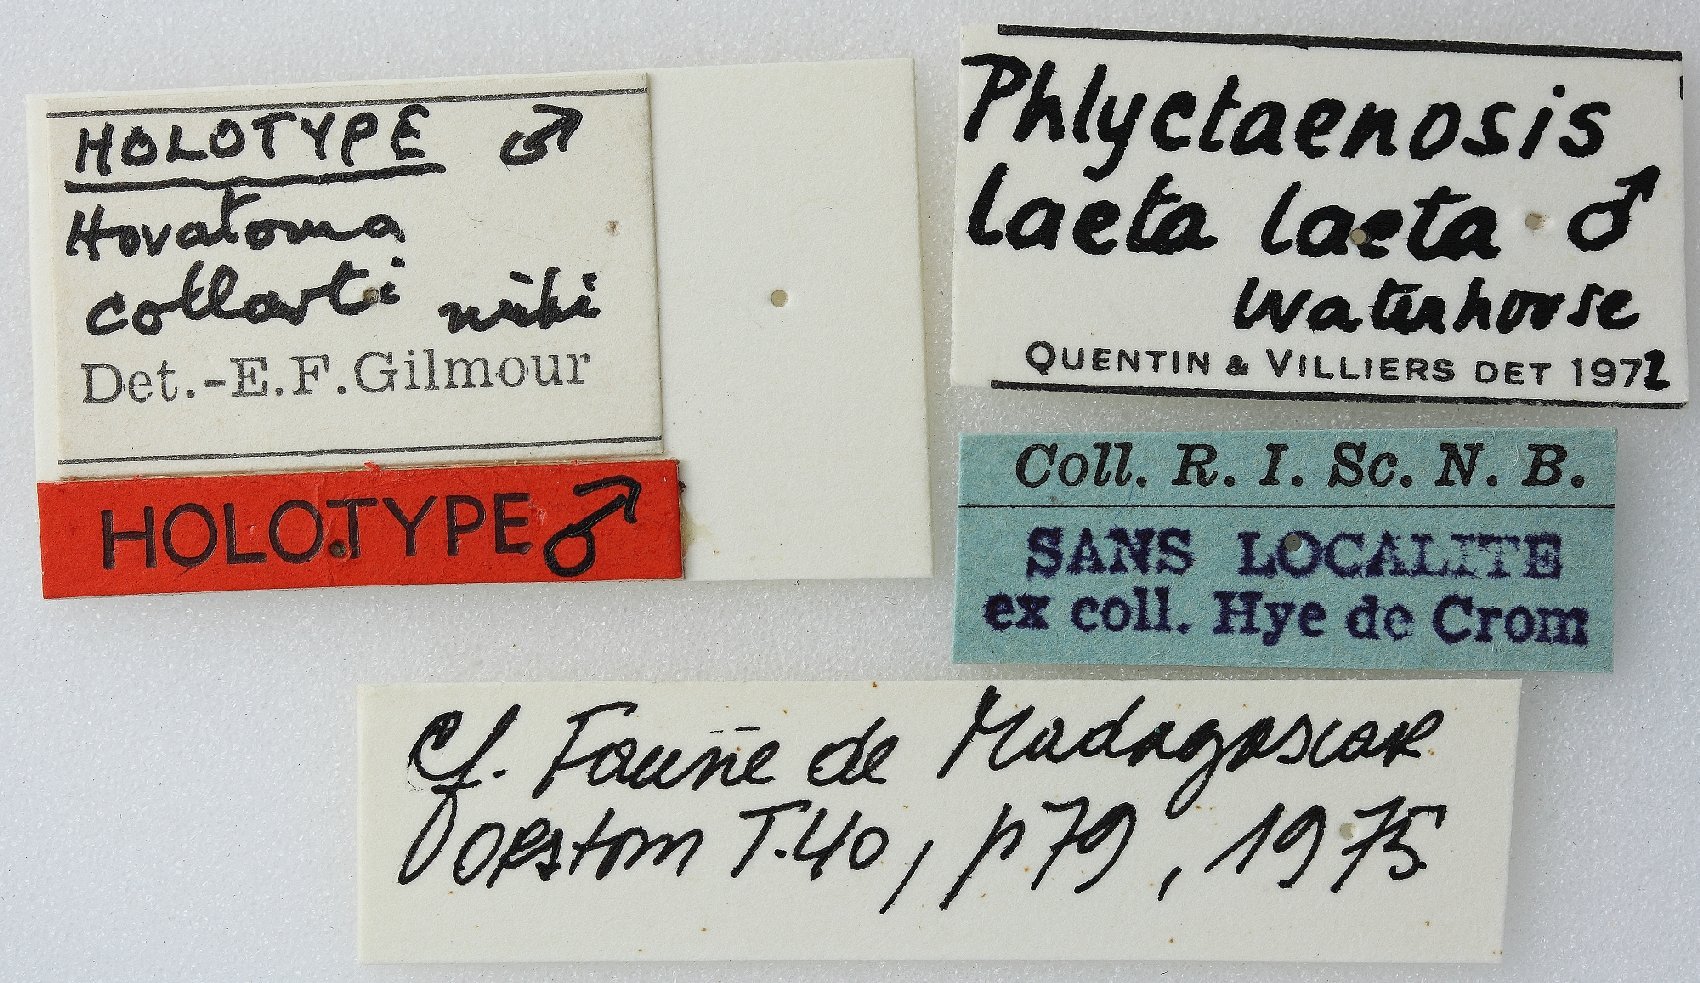 HOLOTYPE ♂
Hovatoma
collarti mihi
Det.-E.F.Gilmour
HOLOTYPE ♂
Phlyctaenosis
laeta laeta ♂
Waterhouse
QUENTIN & VILLIERS DET 1972
Coll. R. I. Sc. N. B.
SANS LOCALITE
ex coll. Hye de Crom
Cf. Faune de Madagascar
Orstom T.40, p79, 1975